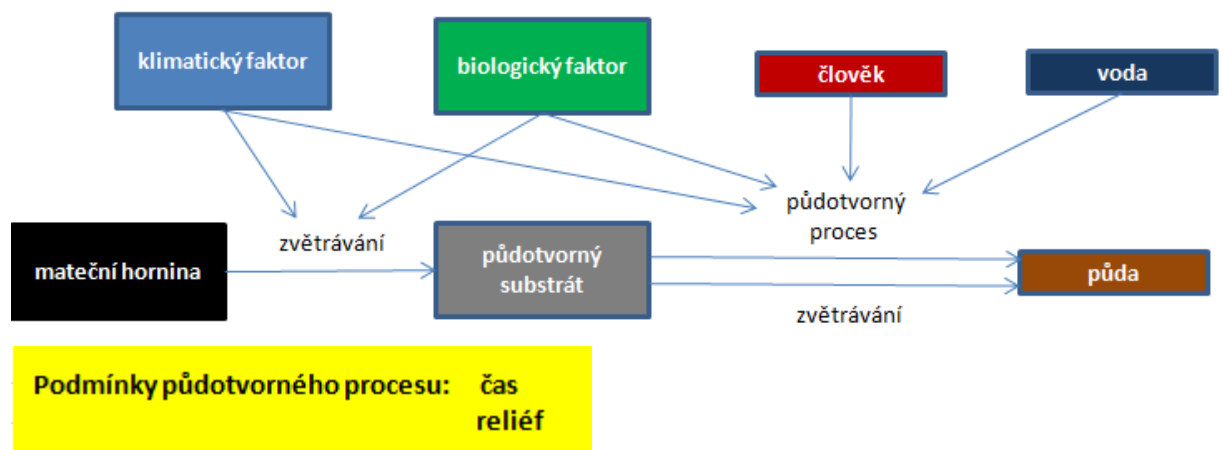 klimatický faktor
biologický faktor
člověk
voda
půdotvorný
proces
zvětrávání
mateční hornina
půdotvorný
substrát
půda
zvětrávání
Podmínky půdotvorného procesu: čas
reliéf